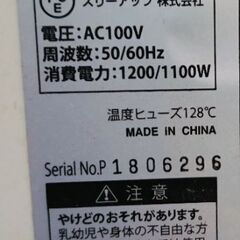 スリーアップ 株式会社
電圧:AC100V
周波数:50/60Hz
消費電力:1200/1100W
温度ヒューズ128℃
MADE IN CHINA
Serial No.P 1806296
注意
やけどのおそれがあります。
乳幼児や身体の不自由な方